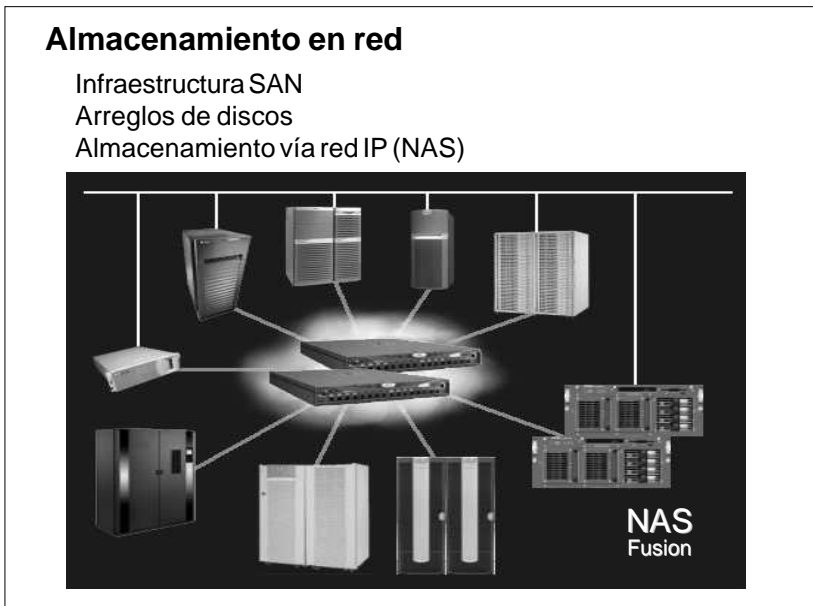 Almacenamiento en red
Infraestructura SAN
Arreglos de discos
Almacenamiento vía red IP (NAS)
NAS
Fusion